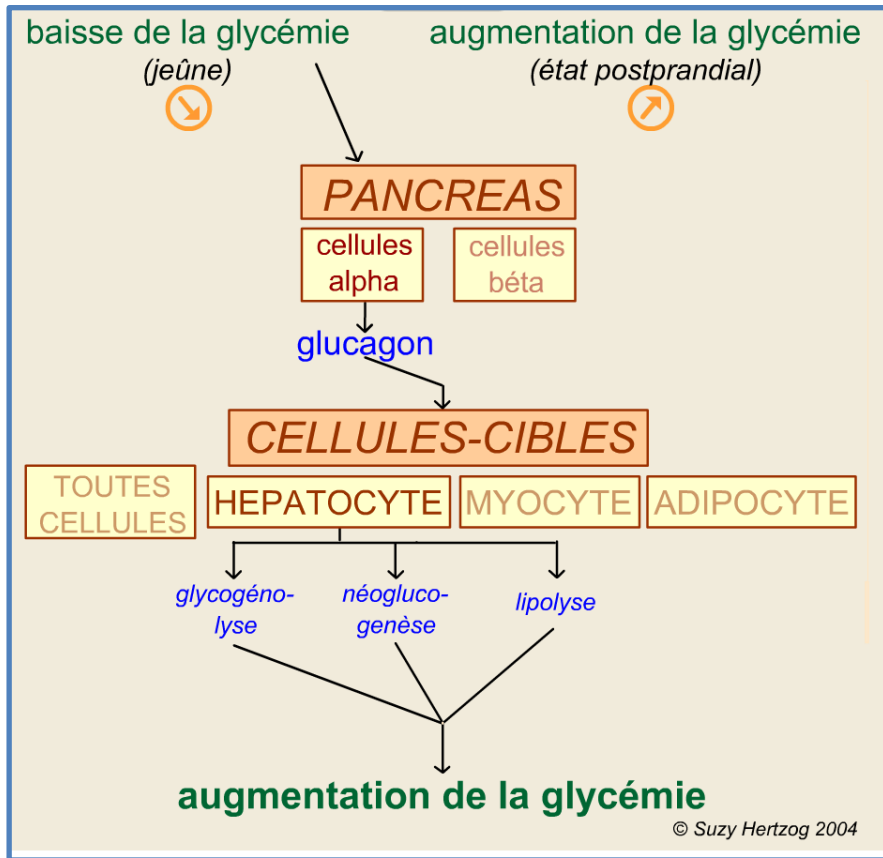 baisse de la glycémie
(jeûne)
augmentation de la glycémie
(état postprandial)
PANCREAS
cellules
alpha
cellules
béta
glucagon
CELLULES-CIBLES
TOUTES
CELLULES
HEPATOCYTE
MYOCYTE
ADIPOCYTE
glycogéno-
lyse
néogluco-
genèse
lipolyse
augmentation de la glycémie
© Suzy Hertzog 2004